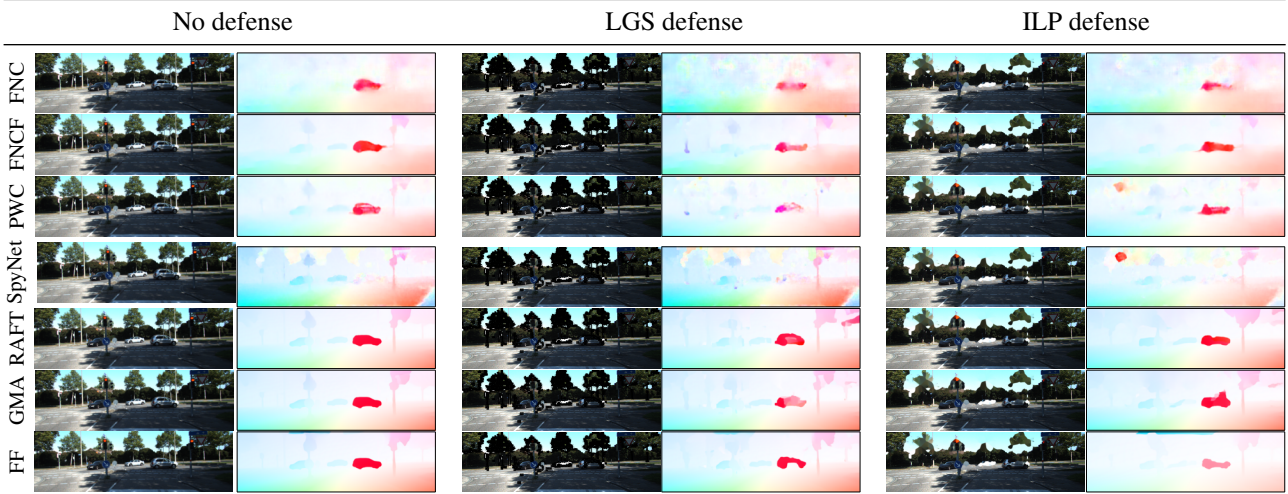 No defense LGS defense ILP defense
FNC
FNCF
PWC
SpyNet
RAFT
GMA
FF